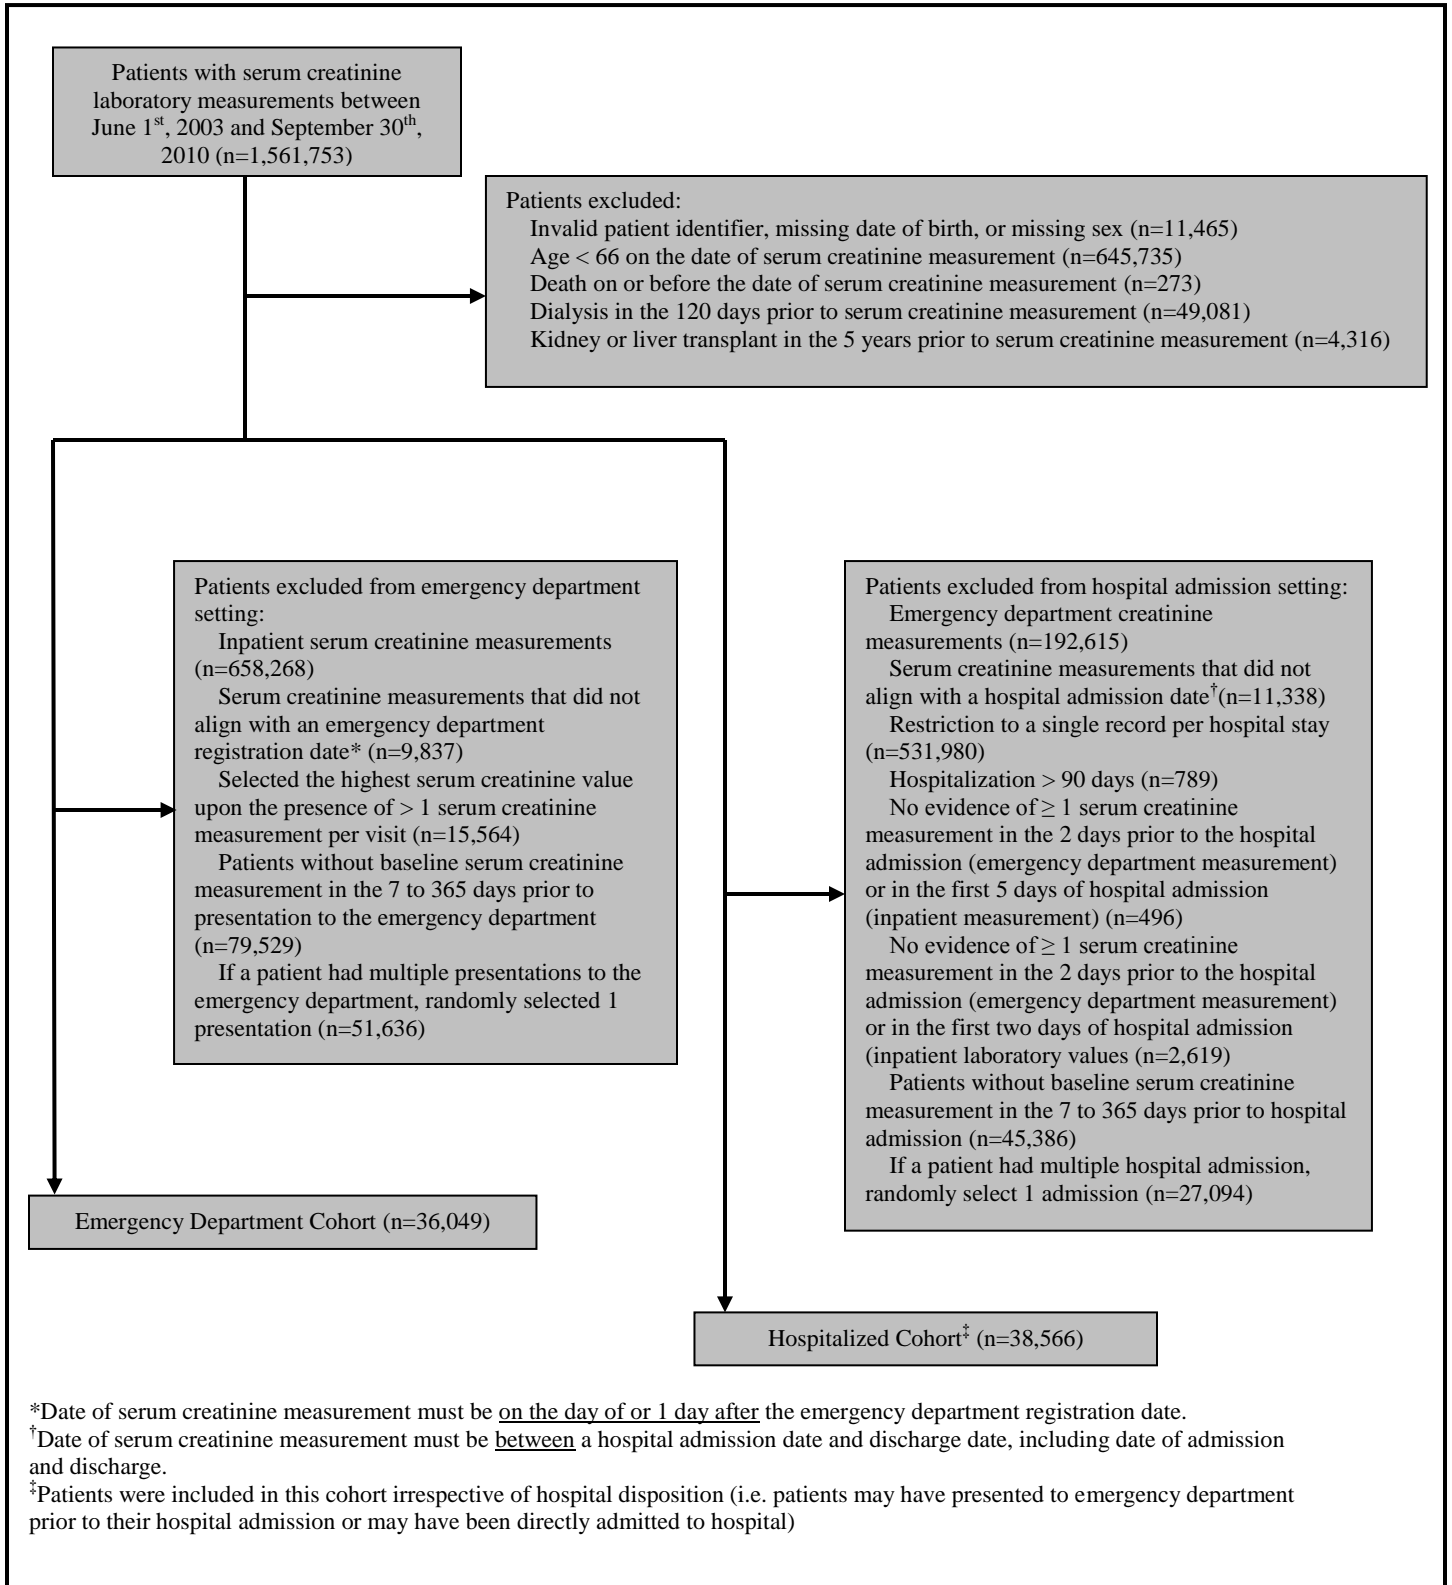 Patients with serum creatinine
laboratory measurements between
June 1st, 2003 and September 30th,
2010 (n=1,561,753)
Patients excluded:
Invalid patient identifier, missing date of birth, or missing sex (n=11,465)
Age < 66 on the date of serum creatinine measurement (n=645,735)
Death on or before the date of serum creatinine measurement (n=273)
Dialysis in the 120 days prior to serum creatinine measurement (n=49,081)
Kidney or liver transplant in the 5 years prior to serum creatinine measurement (n=4,316)
Patients excluded from emergency department
setting:
Inpatient serum creatinine measurements
(n=658,268)
Serum creatinine measurements that did not
align with an emergency department
registration date* (n=9,837)
Selected the highest serum creatinine value
upon the presence of > 1 serum creatinine
measurement per visit (n=15,564)
Patients without baseline serum creatinine
measurement in the 7 to 365 days prior to
presentation to the emergency department
(n=79,529)
If a patient had multiple presentations to the
emergency department, randomly selected 1
presentation (n=51,636)
Patients excluded from hospital admission setting:
Emergency department creatinine
measurements (n=192,615)
Serum creatinine measurements that did not
align with a hospital admission date†(n=11,338)
Restriction to a single record per hospital stay
(n=531,980)
Hospitalization > 90 days (n=789)
No evidence of ≥ 1 serum creatinine
measurement in the 2 days prior to the hospital
admission (emergency department measurement)
or in the first 5 days of hospital admission
(inpatient measurement) (n=496)
No evidence of ≥ 1 serum creatinine
measurement in the 2 days prior to the hospital
admission (emergency department measurement)
or in the first two days of hospital admission
(inpatient laboratory values (n=2,619)
Patients without baseline serum creatinine
measurement in the 7 to 365 days prior to hospital
admission (n=45,386)
If a patient had multiple hospital admission,
randomly select 1 admission (n=27,094)
Emergency Department Cohort (n=36,049)
Hospitalized Cohort‡ (n=38,566)
*Date of serum creatinine measurement must be on the day of or 1 day after the emergency department registration date.
†Date of serum creatinine measurement must be between a hospital admission date and discharge date, including date of admission
and discharge.
‡Patients were included in this cohort irrespective of hospital disposition (i.e. patients may have presented to emergency department
prior to their hospital admission or may have been directly admitted to hospital)